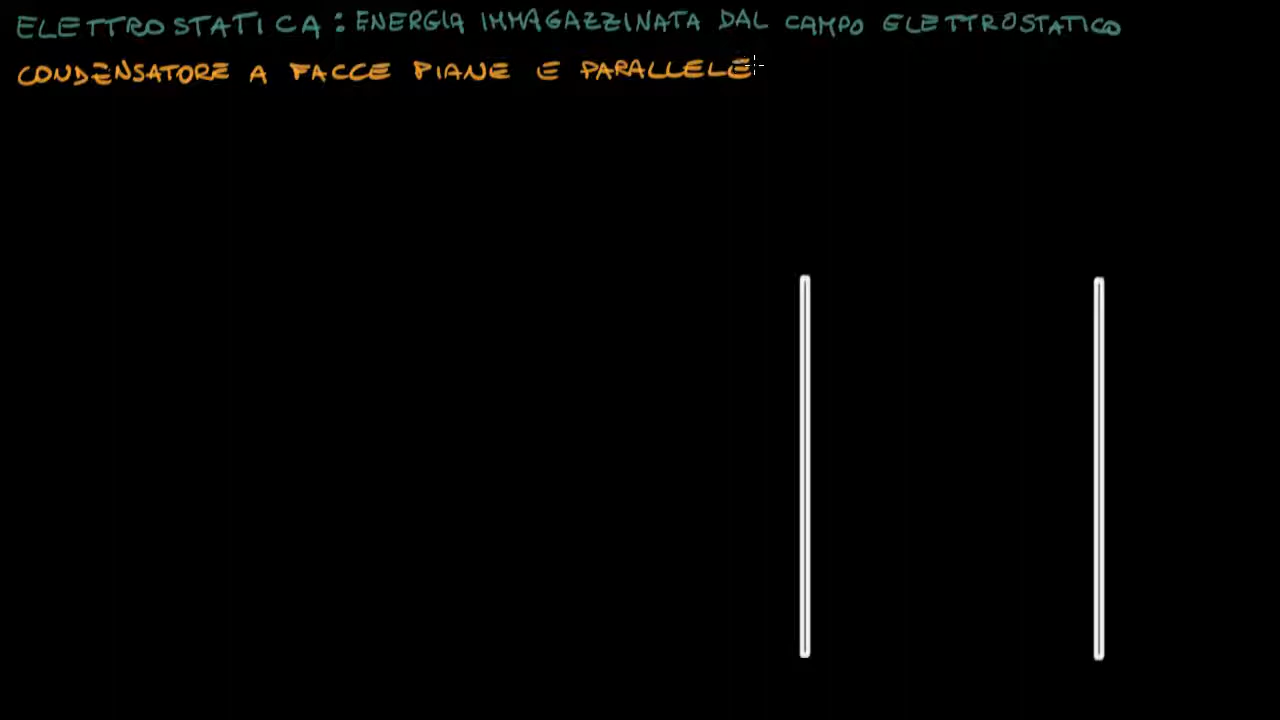 ELETTROSTATICA: ENERGIA IMMAGAZZINATA DAL CAMPO ELETTROSTATICO
CONDENSATORE A FACCE PIANE E PARALLELE